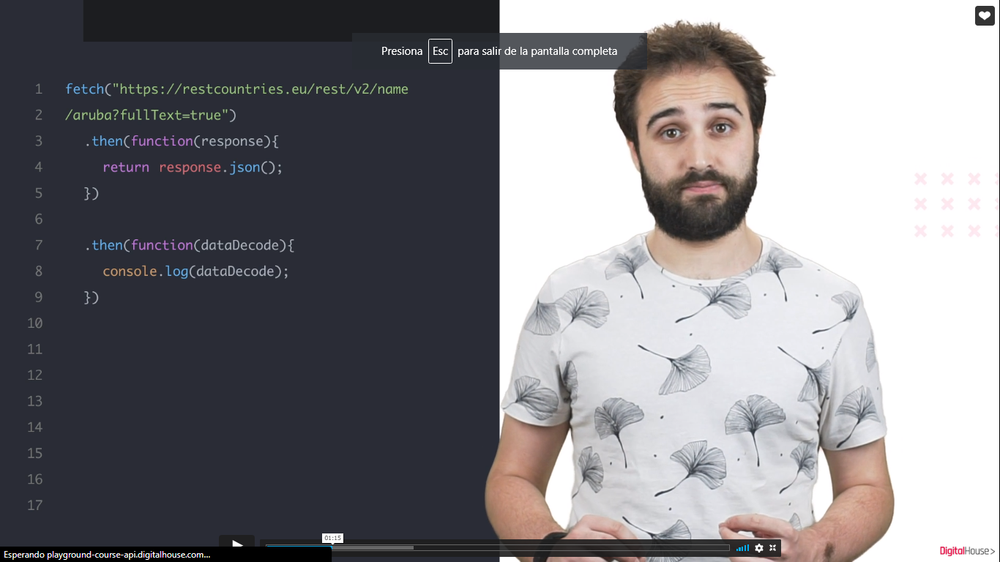 Presiona Esc para salir de la pantalla completa
1 fetch("https://restcountries.eu/rest/v2/name
2 /aruba?fullText=true")
3 .then(function(response){
4 return response.json();
5 })
6
7 .then(function(dataDecode){
8 console.log(dataDecode);
9 })
10
11
12
13
14
15
16
17
01:15
Esperando playground-course-api.digitalhouse.com...
DigitalHouse>